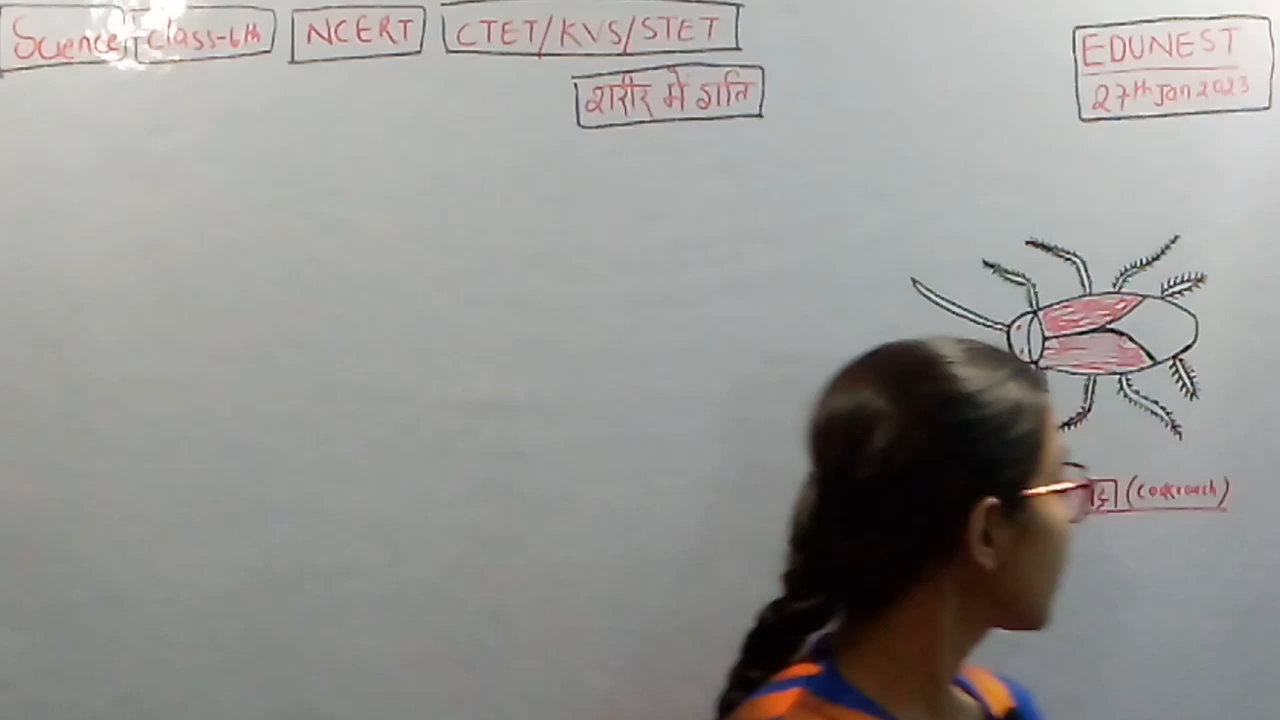 Science class-6th NCERT CTET/KVS/STET
EDUNEST
27th Jan 2023
शरीर में गति
(Cockroach)